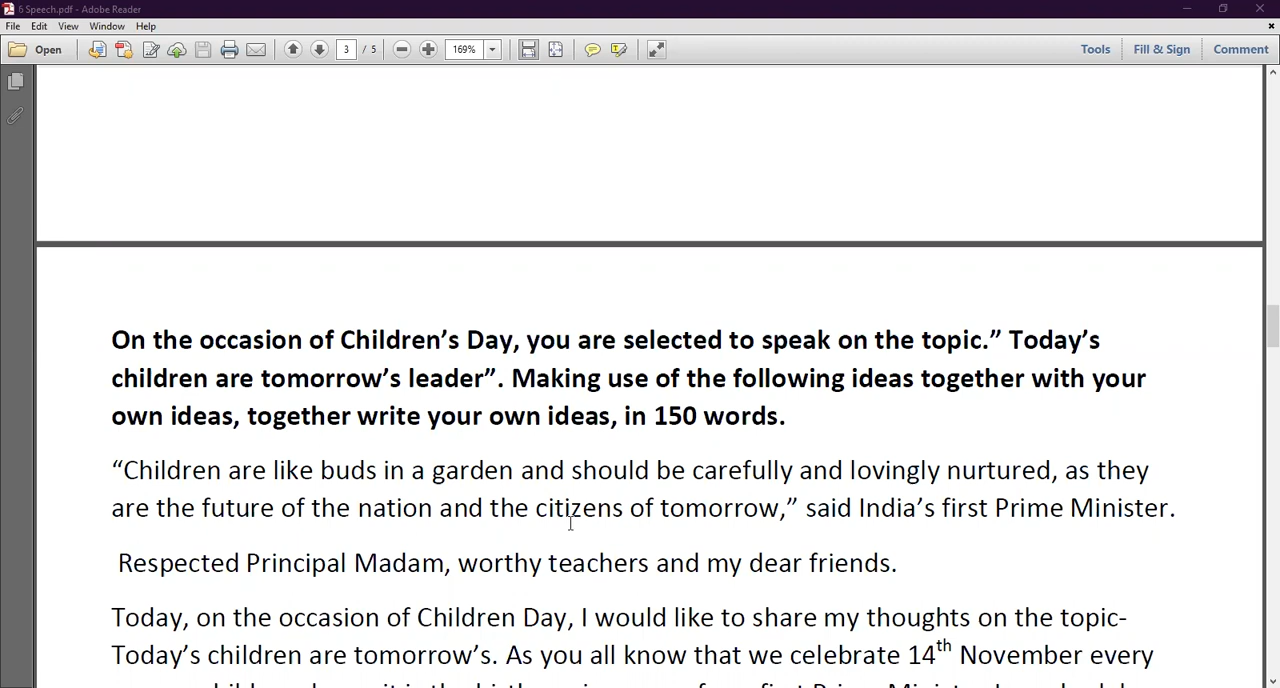 6 Speech.pdf - Adobe Reader
File Edit View Window Help
Open 3 / 5 169% Tools Fill & Sign Comment
On the occasion of Children’s Day, you are selected to speak on the topic.” Today’s
children are tomorrow’s leader”. Making use of the following ideas together with your
own ideas, together write your own ideas, in 150 words.
“Children are like buds in a garden and should be carefully and lovingly nurtured, as they
are the future of the nation and the citizens of tomorrow,” said India’s first Prime Minister.
Respected Principal Madam, worthy teachers and my dear friends.
Today, on the occasion of Children Day, I would like to share my thoughts on the topic-
Today’s children are tomorrow’s. As you all know that we celebrate 14th November every